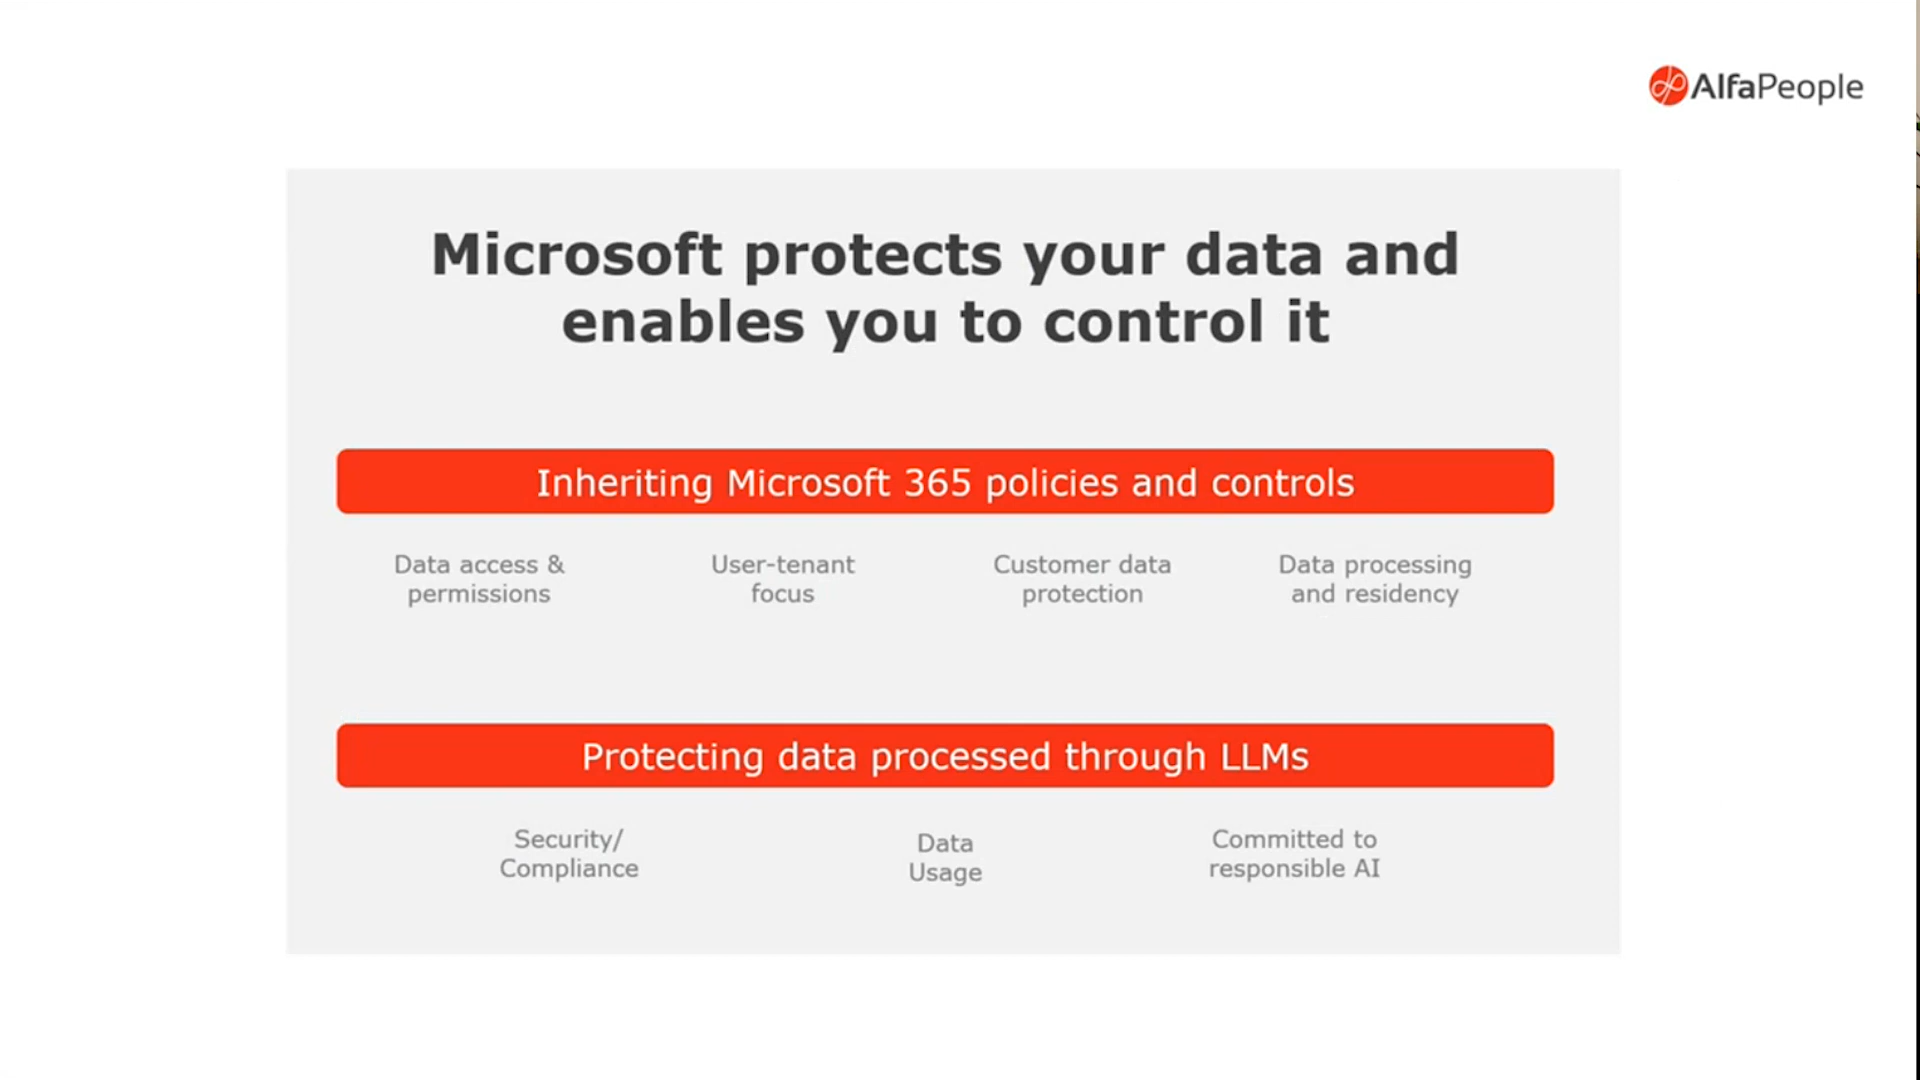 AlfaPeople
Microsoft protects your data and
enables you to control it
Inheriting Microsoft 365 policies and controls
Data access &
permissions
User-tenant
focus
Customer data
protection
Data processing
and residency
Protecting data processed through LLMs
Security/
Compliance
Data
Usage
Committed to
responsible AI